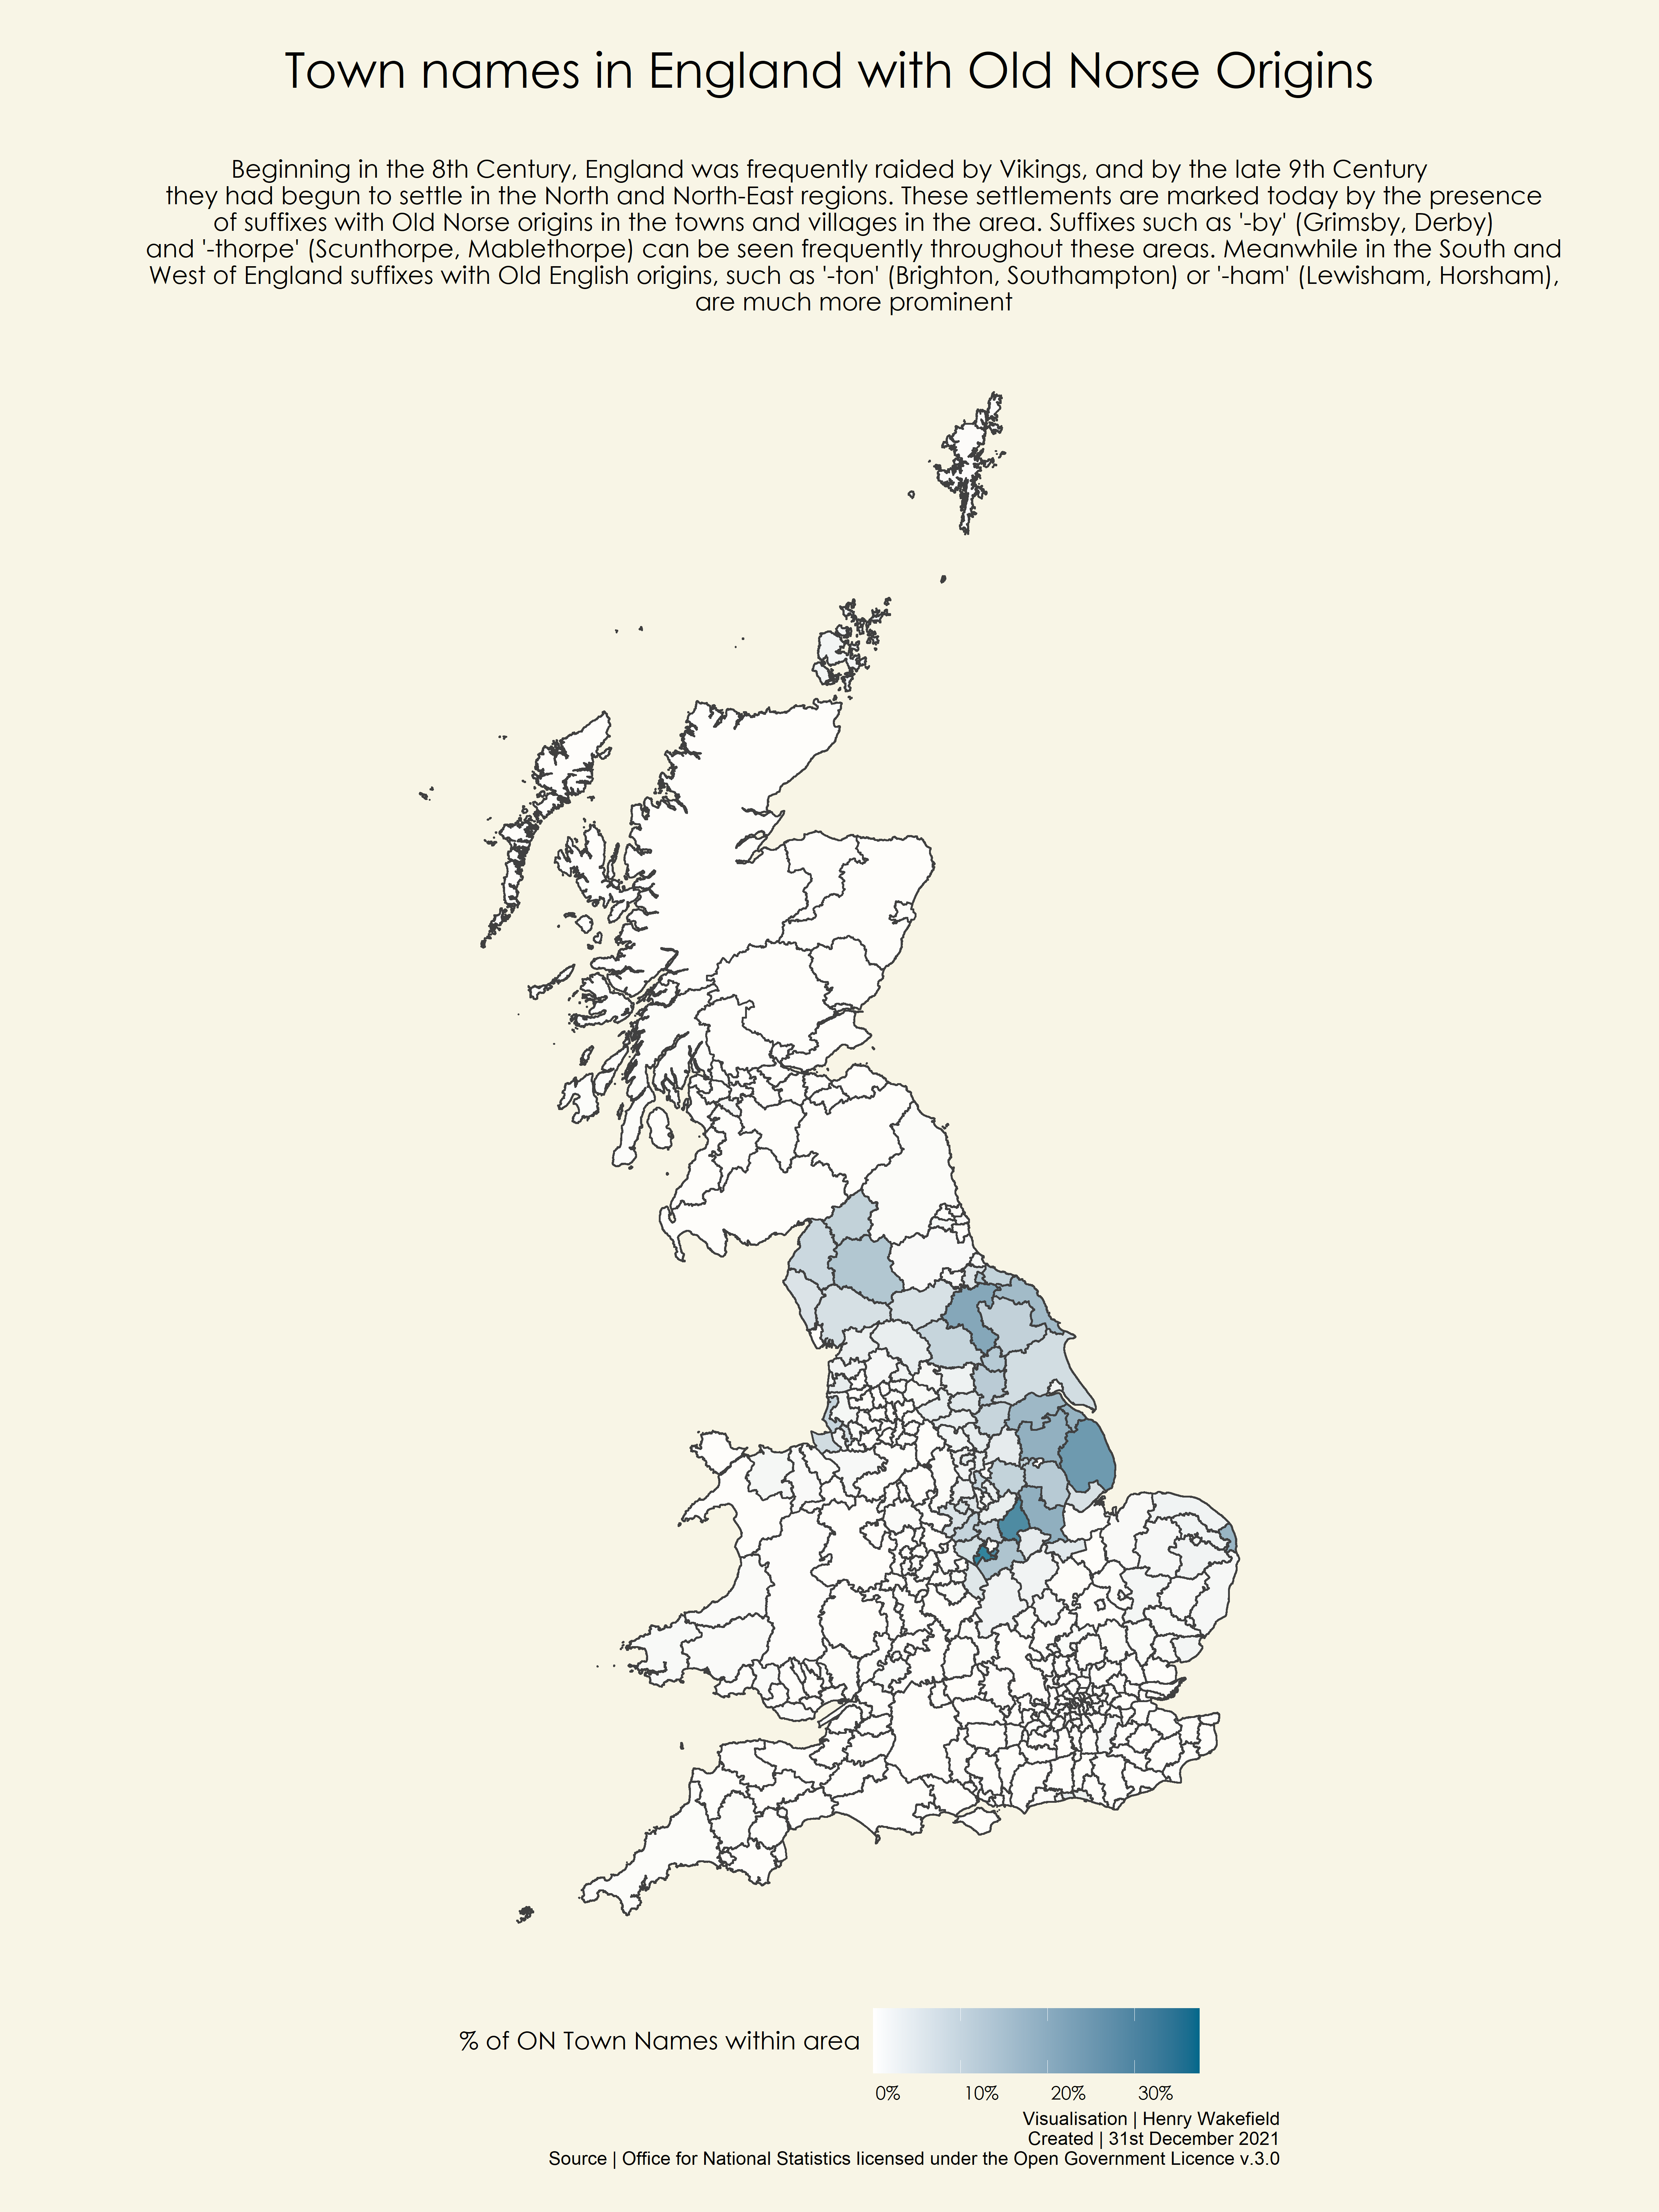 Town names in England with Old Norse Origins
Beginning in the 8th Century, England was frequently raided by Vikings, and by the late 9th Century
they had begun to settle in the North and North-East regions. These settlements are marked today by the presence
of suffixes with Old Norse origins in the towns and villages in the area. Suffixes such as '-by' (Grimsby, Derby)
and '-thorpe' (Scunthorpe, Mablethorpe) can be seen frequently throughout these areas. Meanwhile in the South and
West of England suffixes with Old English origins, such as '-ton' (Brighton, Southampton) or '-ham' (Lewisham, Horsham),
are much more prominent
% of ON Town Names within area
0% 10% 20% 30%
Visualisation | Henry Wakefield
Created | 31st December 2021
Source | Office for National Statistics licensed under the Open Government Licence v.3.0